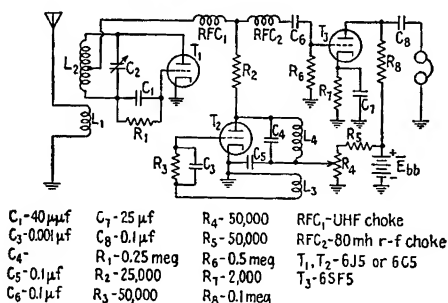 RFC₁ RFC₂ C₆ T₃ C₈
T₁
L₂ C₂ C₁ R₂ R₆ R₇ C₇ R₈
L₁ R₁
T₂ C₄ L₄ R₅
R₃ C₃ C₅ R₄ + E_bb
L₃ −
C₁=40μμf C₇-25μf R₄-50,000 RFC₁-UHF choke
C₃-0.001μf C₈-0.1μf R₅-50,000 RFC₂-80mh r-f choke
C₄- R₁-0.25 meg R₆-0.5 meg T₁,T₂-6J5 or 6C5
C₅-0.1μf R₂-25,000 R₇-2,000 T₃-6SF5
C₆-0.1μf R₃-50,000 R₈-0.1meg